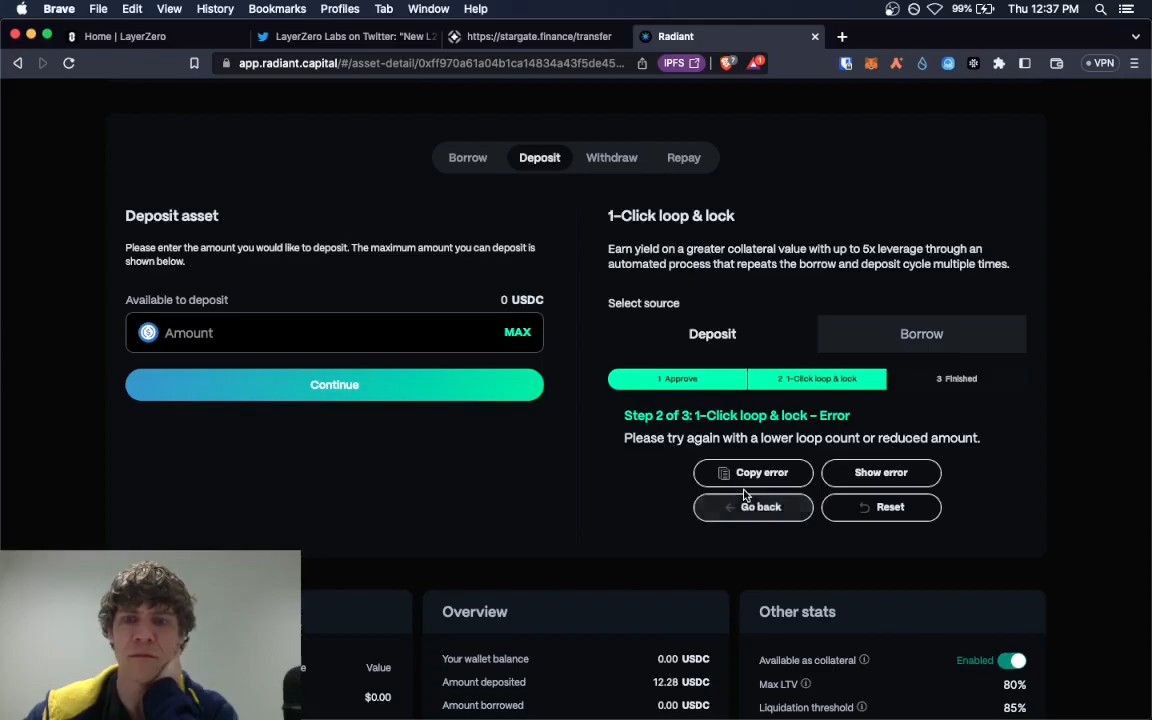 Brave File Edit View History Bookmarks Profiles Tab Window Help 99% Thu 12:37 PM
Home | LayerZero LayerZero Labs on Twitter: "New L2 https://stargate.finance/transfer Radiant
app.radiant.capital/#/asset-detail/0xff970a61a04b1ca14834a43f5de45... IPFS 7 1 VPN
Borrow Deposit Withdraw Repay
Deposit asset
Please enter the amount you would like to deposit. The maximum amount you can deposit is
shown below.
Available to deposit 0 USDC
Amount MAX
Continue
1-Click loop & lock
Earn yield on a greater collateral value with up to 5x leverage through an
automated process that repeats the borrow and deposit cycle multiple times.
Select source
Deposit Borrow
1 Approve 2 1-Click loop & lock 3 Finished
Step 2 of 3: 1-Click loop & lock – Error
Please try again with a lower loop count or reduced amount.
Copy error Show error
Go back Reset
Value
$0.00
Overview
Your wallet balance 0.00 USDC
Amount deposited 12.28 USDC
Amount borrowed 0.00 USDC
Other stats
Available as collateral Enabled
Max LTV 80%
Liquidation threshold 85%